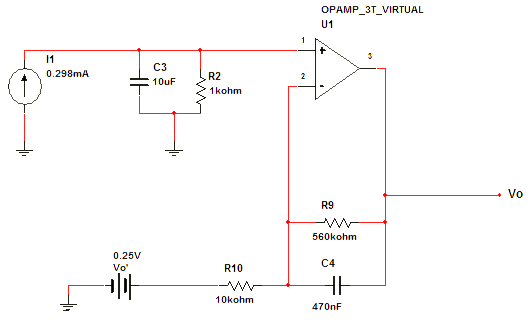 OPAMP_3T_VIRTUAL
U1
1
+
3
2
-
I1
0.298mA
C3
10uF
R2
1kohm
Vo
R9
560kohm
0.25V
Vo'
R10
10kohm
C4
470nF